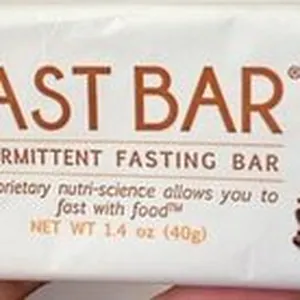 AST BAR®
RMITTENT FASTING BAR
prietary nutri-science allows you to
fast with food™
NET WT 1.4 oz (40g)